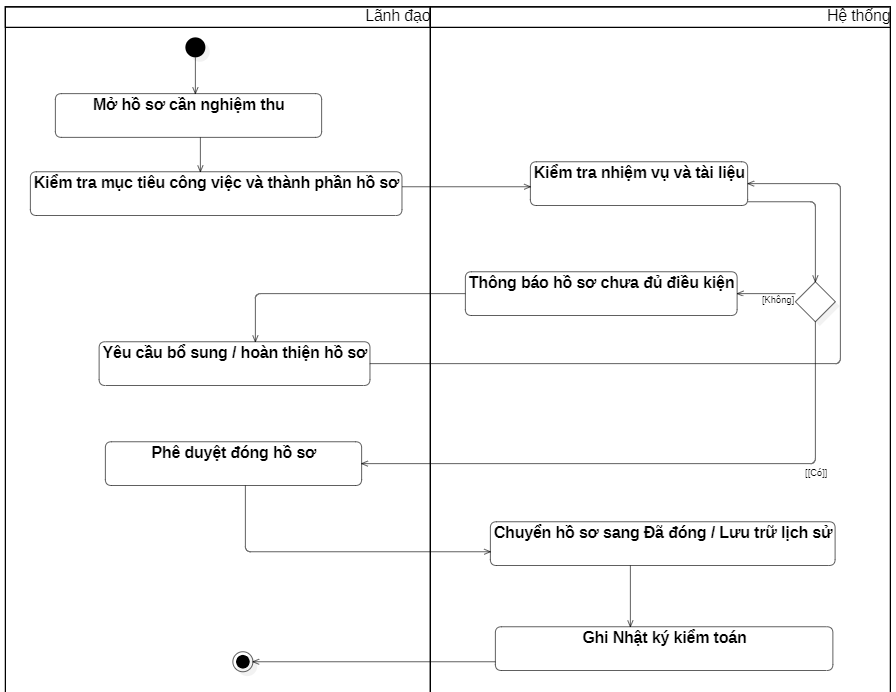 Lãnh đạo
Hệ thống
Mở hồ sơ cần nghiệm thu
Kiểm tra mục tiêu công việc và thành phần hồ sơ
Kiểm tra nhiệm vụ và tài liệu
Thông báo hồ sơ chưa đủ điều kiện
[Không]
Yêu cầu bổ sung / hoàn thiện hồ sơ
Phê duyệt đóng hồ sơ
[[Có]]
Chuyển hồ sơ sang Đã đóng / Lưu trữ lịch sử
Ghi Nhật ký kiểm toán